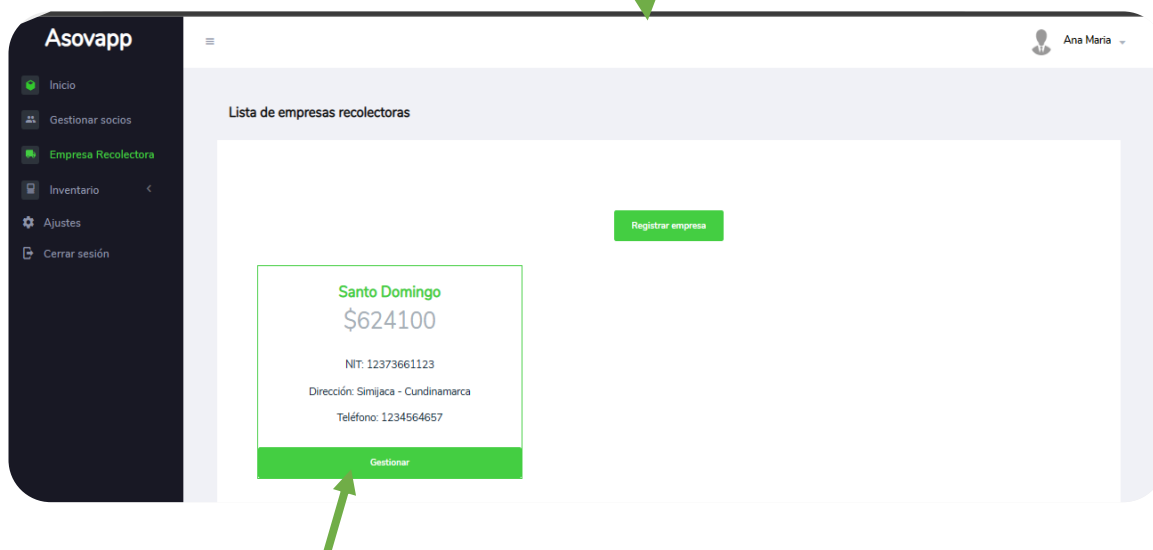 Asovapp
Ana Maria
Inicio
Gestionar socios
Empresa Recolectora
Inventario
Ajustes
Cerrar sesión
Lista de empresas recolectoras
Registrar empresa
Santo Domingo
$624100
NIT: 12373661123
Dirección: Simijaca - Cundinamarca
Teléfono: 1234564657
Gestionar